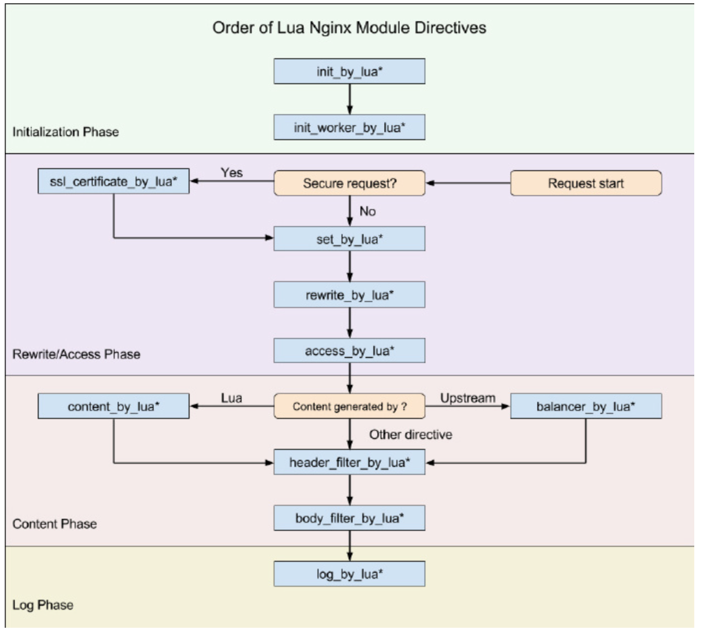 Order of Lua Nginx Module Directives
init_by_lua*
init_worker_by_lua*
Initialization Phase
ssl_certificate_by_lua*
Yes
Secure request?
Request start
No
set_by_lua*
rewrite_by_lua*
access_by_lua*
Rewrite/Access Phase
content_by_lua*
Lua
Content generated by ?
Upstream
balancer_by_lua*
Other directive
header_filter_by_lua*
body_filter_by_lua*
Content Phase
log_by_lua*
Log Phase